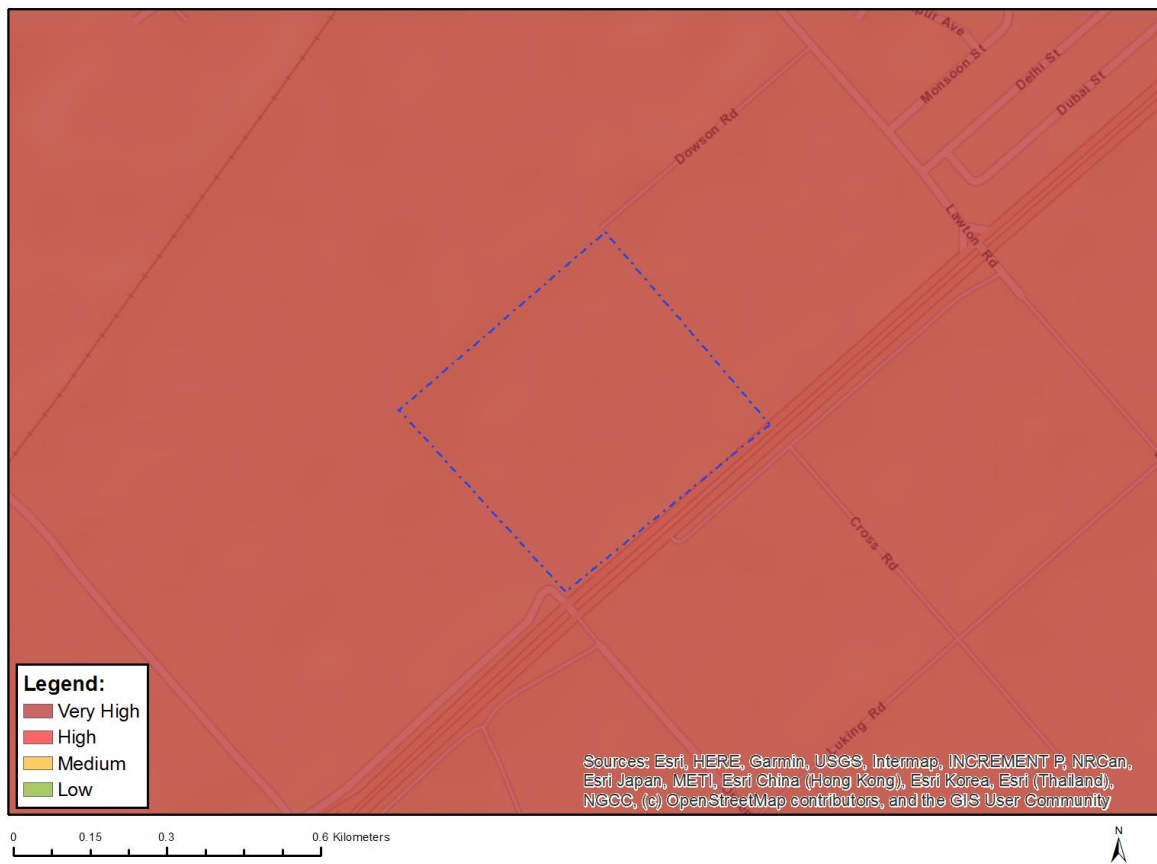 Monsoon St
Delhi St
Dubai St
Dowson Rd
Lawton Rd
Cross Rd
Luking Rd
Legend:
Very High
High
Medium
Low
Sources: Esri, HERE, Garmin, USGS, Intermap, INCREMENT P, NRCan,
Esri Japan, METI, Esri China (Hong Kong), Esri Korea, Esri (Thailand),
NGCC, (c) OpenStreetMap contributors, and the GIS User Community
0 0.15 0.3 0.6 Kilometers
N